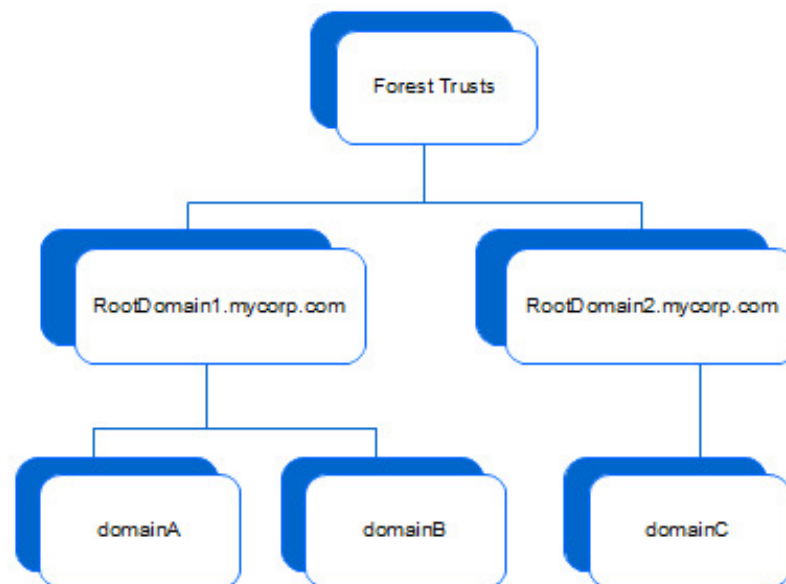 Forest Trusts
RootDomain1.mycorp.com
RootDomain2.mycorp.com
domainA
domainB
domainC